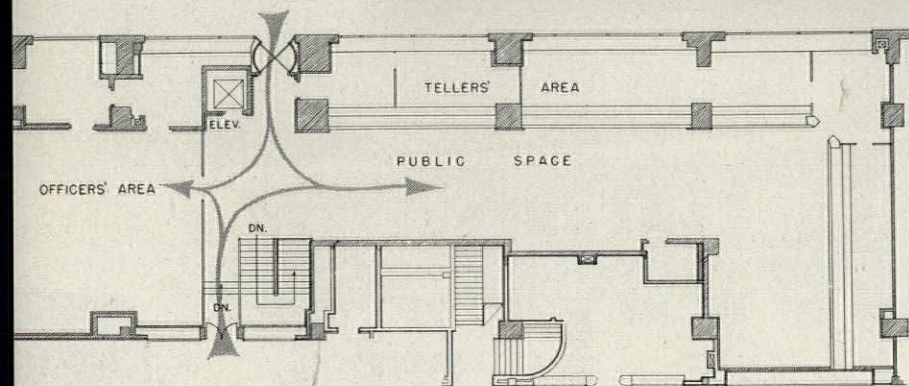 TELLERS' AREA
ELEV.
PUBLIC SPACE
OFFICERS' AREA
DN.
DN.